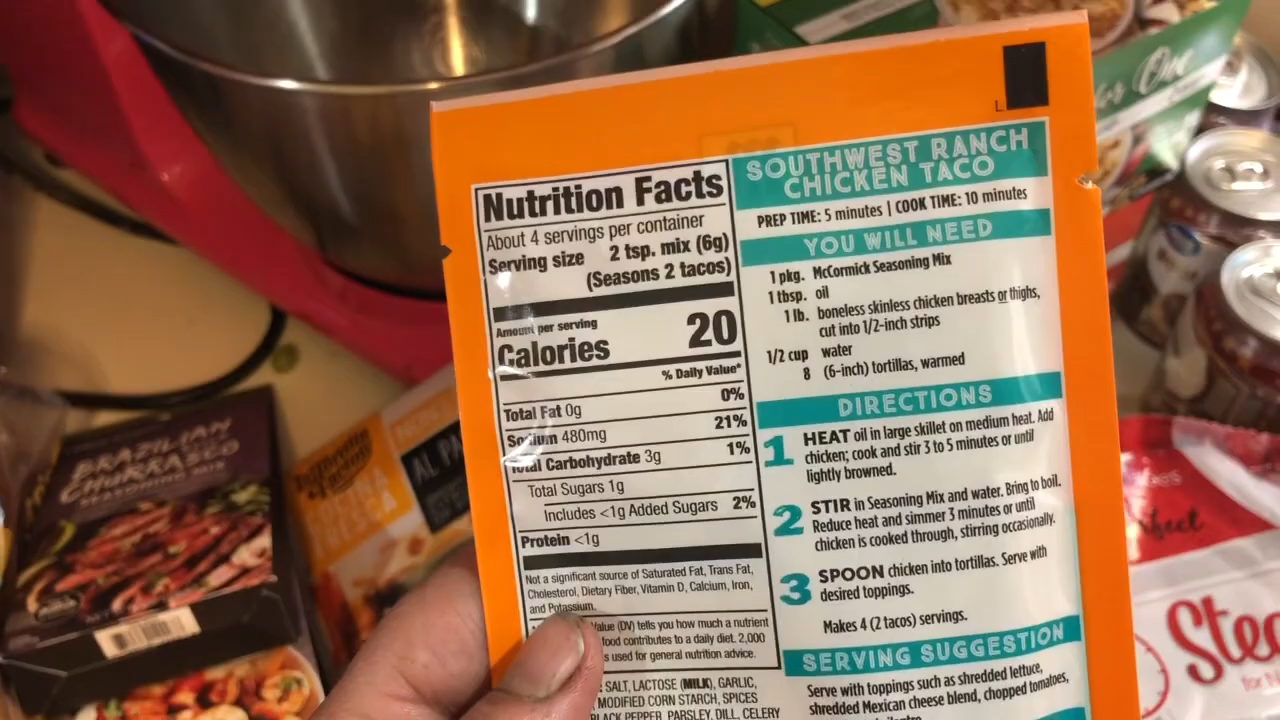 Nutrition Facts
About 4 servings per container
Serving size 2 tsp. mix (6g)
(Seasons 2 tacos)
Amount per serving
Calories 20
% Daily Value*
Total Fat 0g 0%
Sodium 480mg 21%
Total Carbohydrate 3g 1%
Total Sugars 1g
Includes <1g Added Sugars 2%
Protein <1g
Not a significant source of Saturated Fat, Trans Fat,
Cholesterol, Dietary Fiber, Vitamin D, Calcium, Iron,
and Potassium.
Value (DV) tells you how much a nutrient
food contributes to a daily diet. 2,000
s used for general nutrition advice.
SALT, LACTOSE (MILK), GARLIC,
MODIFIED CORN STARCH, SPICES
BLACK PEPPER, PARSLEY, DILL, CELERY
L
SOUTHWEST RANCH
CHICKEN TACO
PREP TIME: 5 minutes | COOK TIME: 10 minutes
YOU WILL NEED
1 pkg. McCormick Seasoning Mix
1 tbsp. oil
1 lb. boneless skinless chicken breasts or thighs,
cut into 1/2-inch strips
1/2 cup water
8 (6-inch) tortillas, warmed
DIRECTIONS
1 HEAT oil in large skillet on medium heat. Add
chicken; cook and stir 3 to 5 minutes or until
lightly browned.
2 STIR in Seasoning Mix and water. Bring to boil.
Reduce heat and simmer 3 minutes or until
chicken is cooked through, stirring occasionally.
3 SPOON chicken into tortillas. Serve with
desired toppings.
Makes 4 (2 tacos) servings.
SERVING SUGGESTION
Serve with toppings such as shredded lettuce,
shredded Mexican cheese blend, chopped tomatoes,
BRAZILIAN
CHURRASCO
SEASONING
AL PA
One
Stea
for